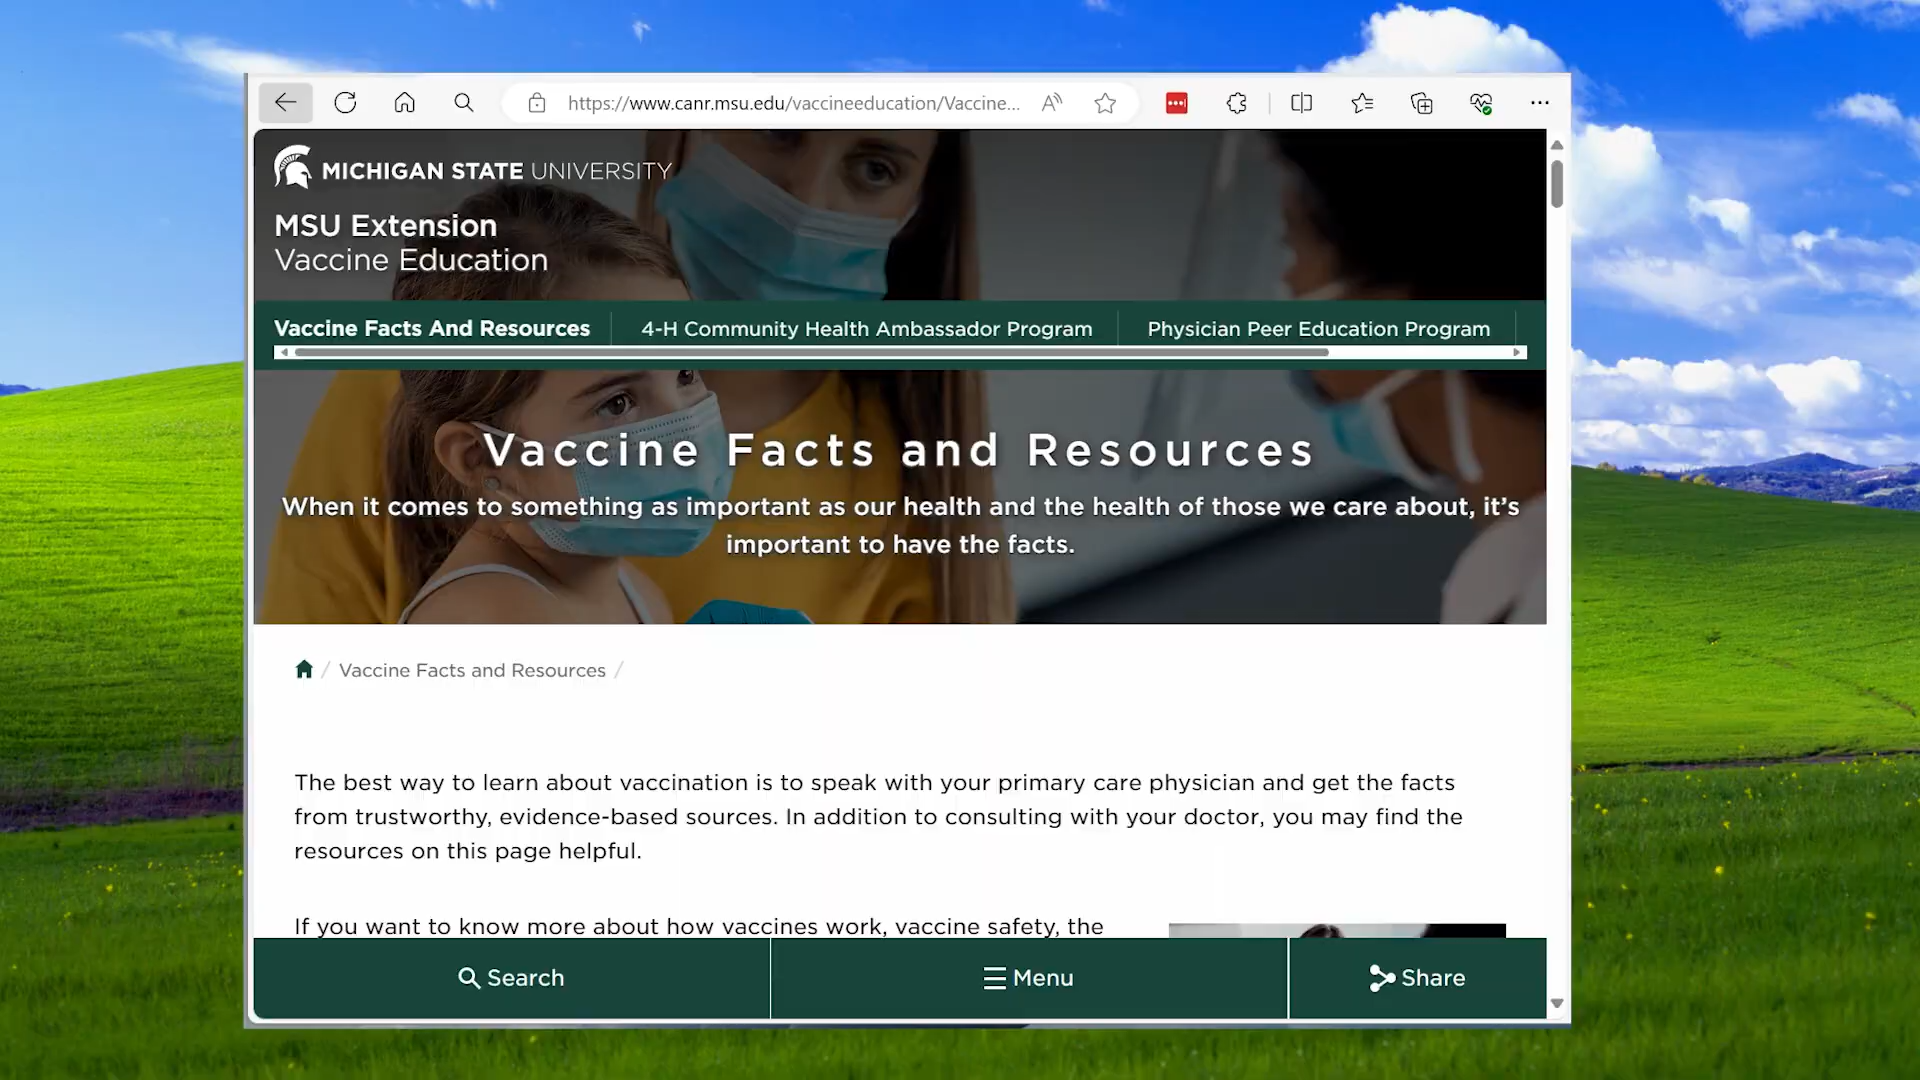 https://www.canr.msu.edu/vaccineeducation/Vaccine...
MICHIGAN STATE UNIVERSITY
MSU Extension
Vaccine Education
Vaccine Facts And Resources
4-H Community Health Ambassador Program
Physician Peer Education Program
Vaccine Facts and Resources
When it comes to something as important as our health and the health of those we care about, it's
important to have the facts.
/ Vaccine Facts and Resources /
The best way to learn about vaccination is to speak with your primary care physician and get the facts
from trustworthy, evidence-based sources. In addition to consulting with your doctor, you may find the
resources on this page helpful.
If you want to know more about how vaccines work, vaccine safety, the
Search
Menu
Share